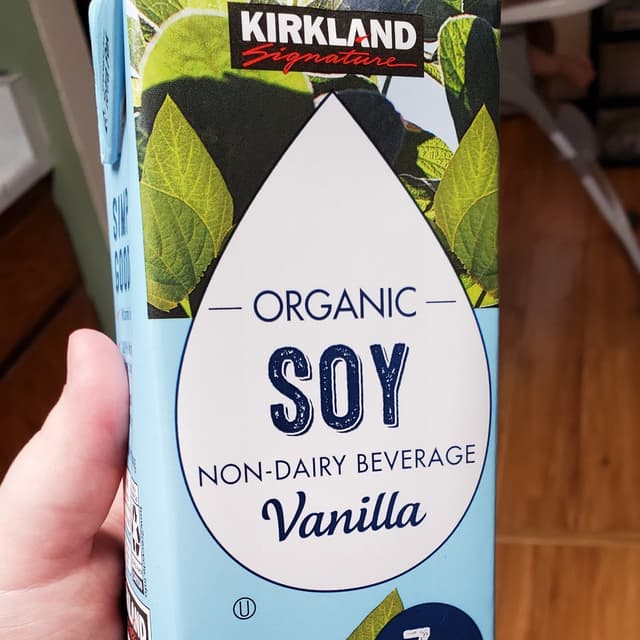 KIRKLAND
Signature
ORGANIC
SOY
NON-DAIRY BEVERAGE
Vanilla
U